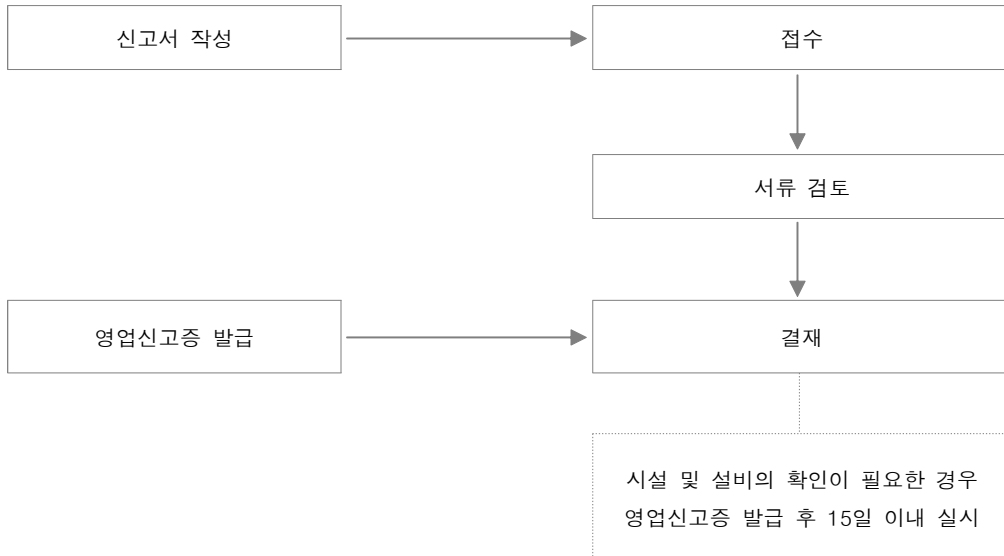 신고서 작성
접수
서류 검토
영업신고증 발급
결재
시설 및 설비의 확인이 필요한 경우
영업신고증 발급 후 15일 이내 실시